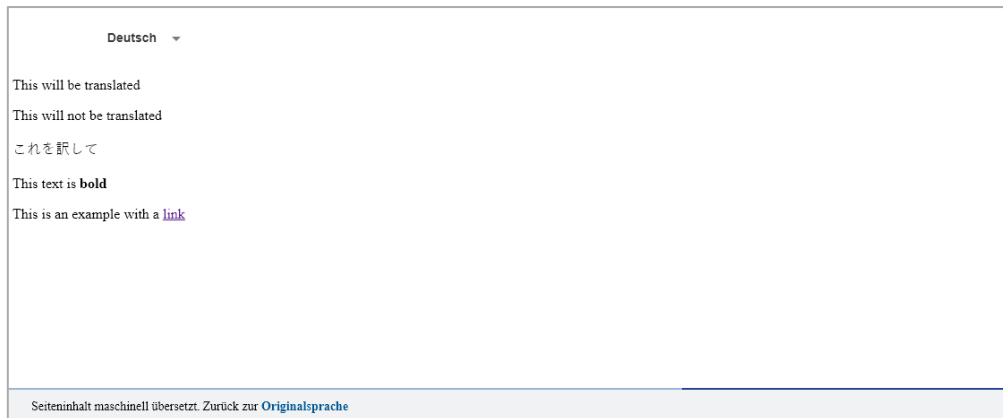 Deutsch
This will be translated
This will not be translated
これを訳して
This text is bold
This is an example with a link
Seiteninhalt maschinell übersetzt. Zurück zur Originalsprache